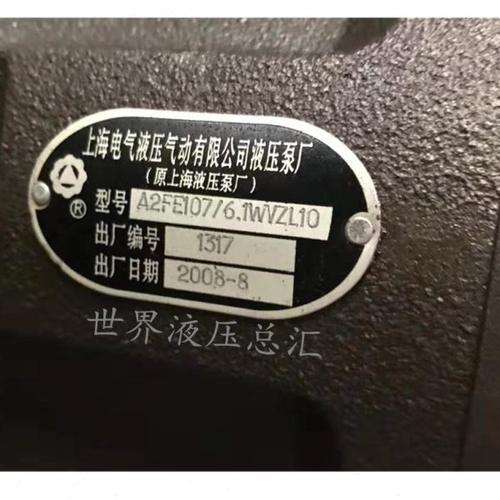 上海电气液压气动有限公司液压泵厂
（原上海液压泵厂）
型号 A2FE107/6.1WVZL10
出厂编号 1317
出厂日期 2008-8
®
世界液压总汇